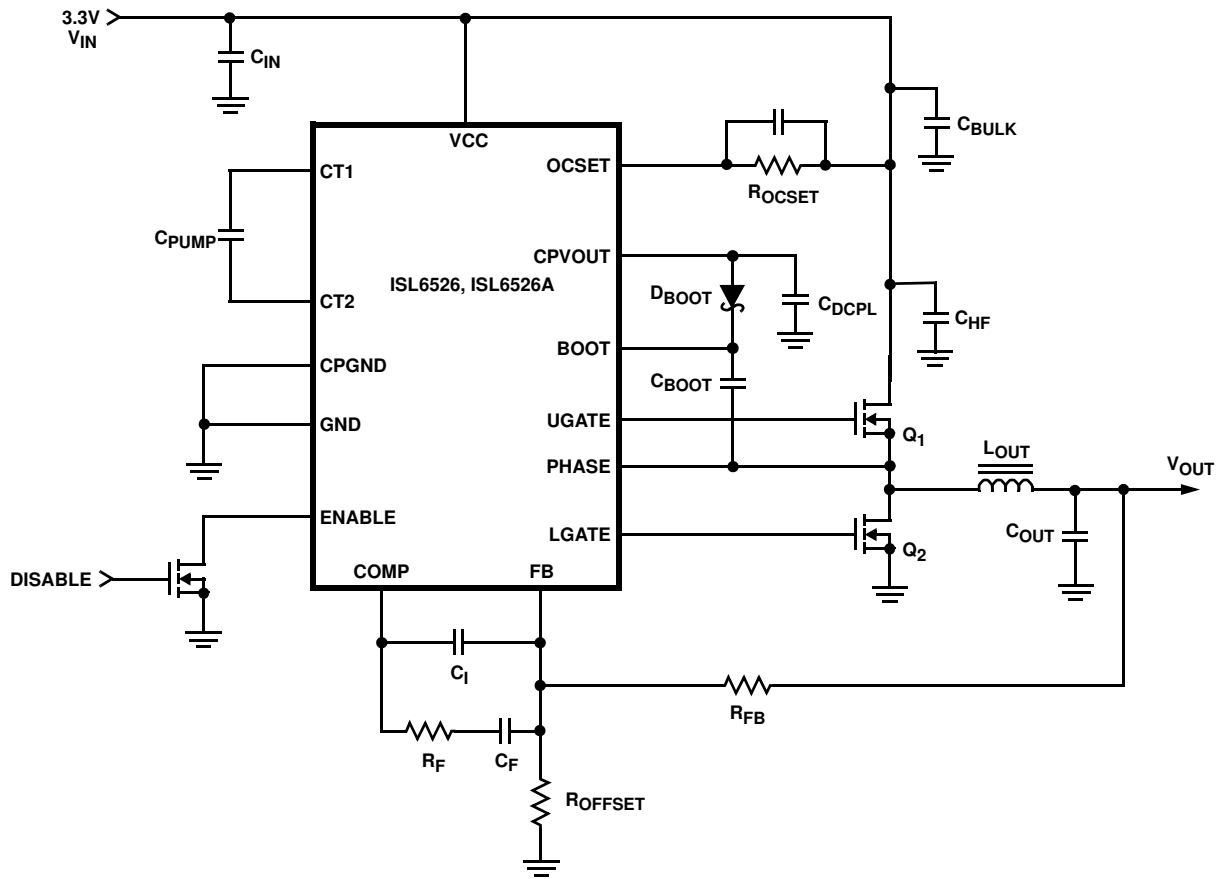 3.3V
VIN
CIN
VCC
CBULK
OCSET
ROCSET
CT1
CPUMP
CT2
ISL6526, ISL6526A
CPVOUT
DBOOT
CDCPL
CHF
BOOT
CBOOT
CPGND
GND
UGATE
Q1
PHASE
LOUT
VOUT
ENABLE
LGATE
Q2
COUT
DISABLE
COMP
FB
CI
RFB
RF
CF
ROFFSET